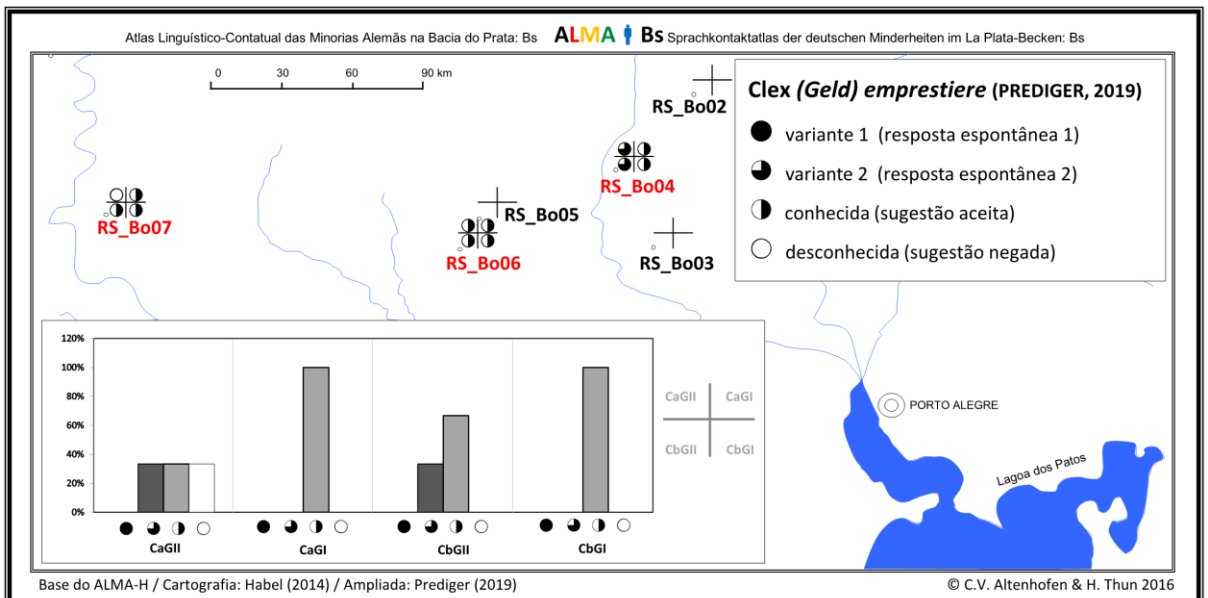 Atlas Linguístico-Contatual das Minorias Alemãs na Bacia do Prata: Bs ALMA Bs Sprachkontaktatlas der deutschen Minderheiten im La Plata-Becken: Bs
0 30 60 90 km
RS_Bo02
RS_Bo04
RS_Bo07
RS_Bo05
RS_Bo06
RS_Bo03
Clex (Geld) emprestiere (PREDIGER, 2019)
variante 1 (resposta espontânea 1)
variante 2 (resposta espontânea 2)
conhecida (sugestão aceita)
desconhecida (sugestão negada)
120%
100%
80%
60%
40%
20%
0%
CaGII CaGI CbGII CbGI
CaGII CaGI
CbGII CbGI
PORTO ALEGRE
Lagoa dos Patos
Base do ALMA-H / Cartografia: Habel (2014) / Ampliada: Prediger (2019)
© C.V. Altenhofen & H. Thun 2016